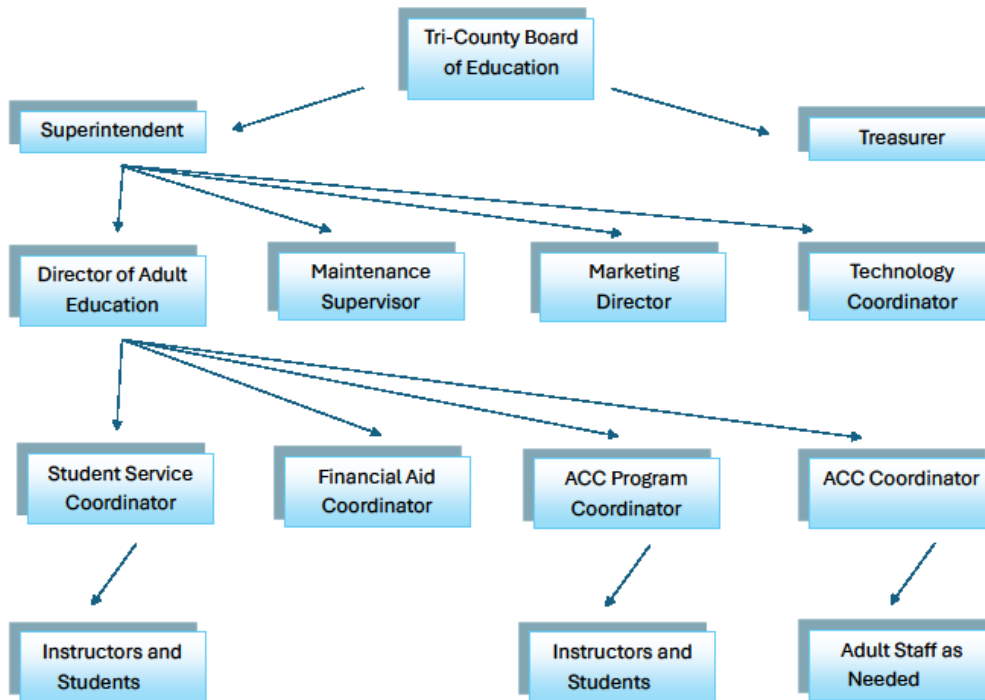 Tri-County Board
of Education
Superintendent
Treasurer
Director of Adult
Education
Maintenance
Supervisor
Marketing
Director
Technology
Coordinator
Student Service
Coordinator
Financial Aid
Coordinator
ACC Program
Coordinator
ACC Coordinator
Instructors and
Students
Instructors and
Students
Adult Staff as
Needed